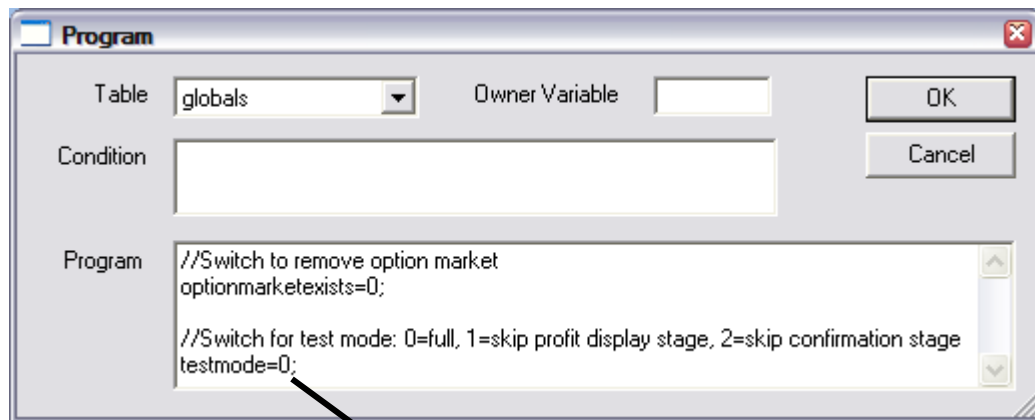 Program
Table globals Owner Variable OK
Condition Cancel
Program //Switch to remove option market
optionmarketexists=0;
//Switch for test mode: 0=full, 1=skip profit display stage, 2=skip confirmation stage
testmode=0;